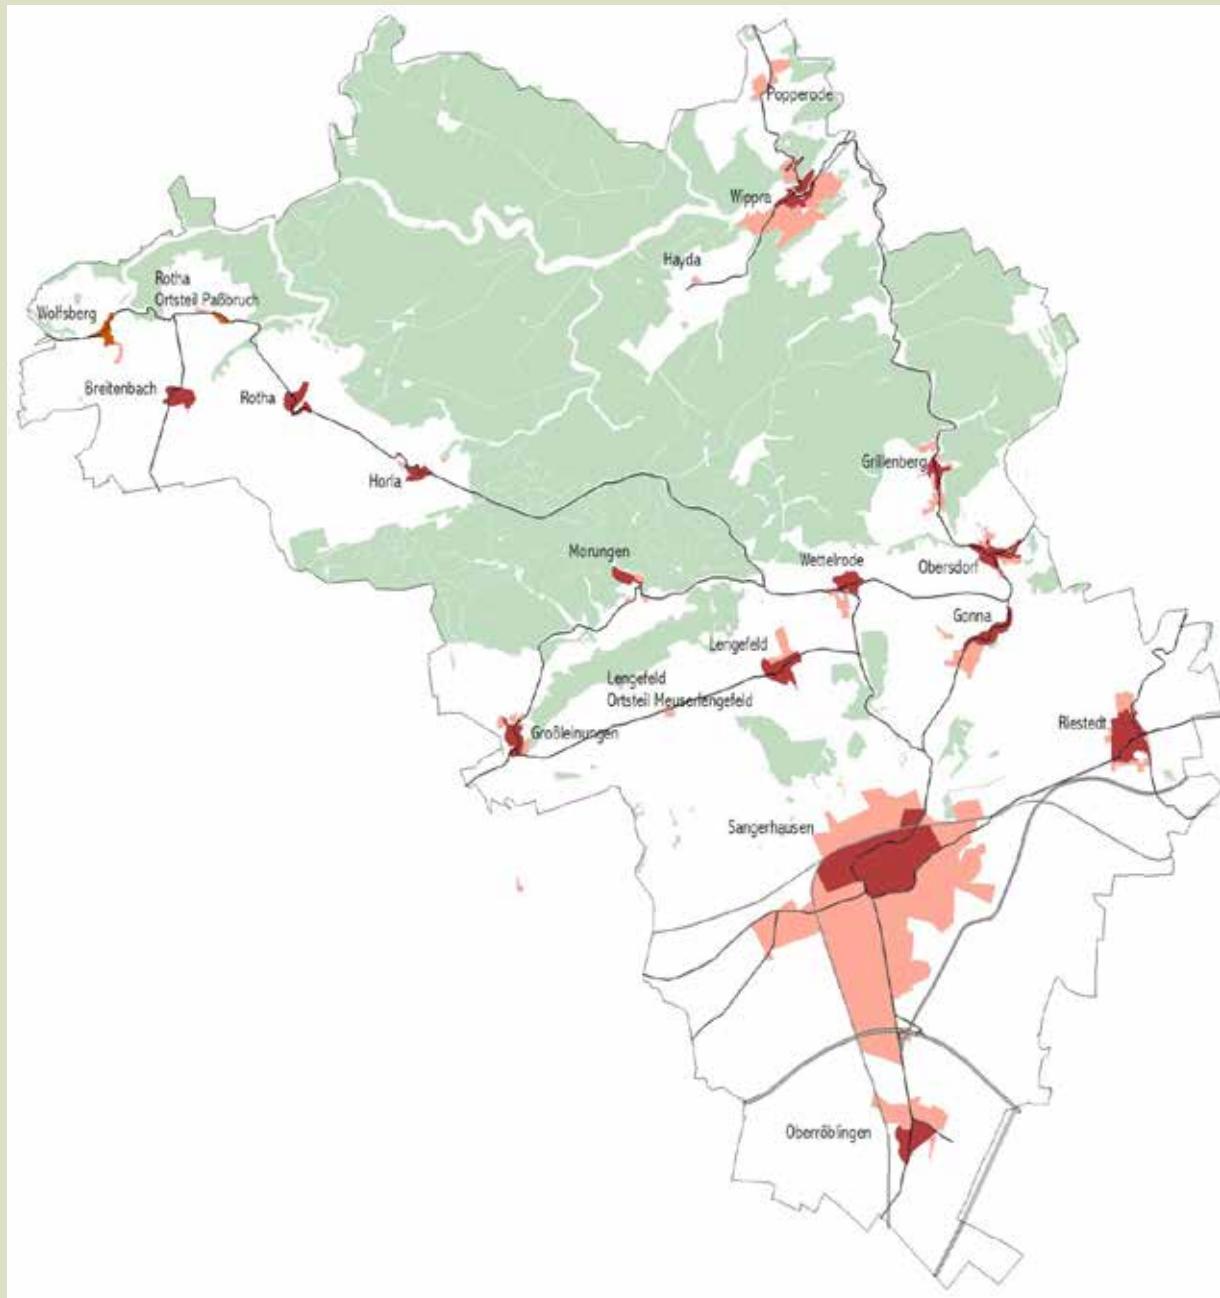 Popperode
Wippra
Hayda
Rotha
Ortsteil Paßbruch
Wolfsberg
Breitenbach
Rotha
Horla
Grillenberg
Morungen
Wettelrode
Obersdorf
Gonna
Lengefeld
Lengefeld
Ortsteil Meuserlengefeld
Großleinungen
Riestedt
Sangerhausen
Oberröblingen